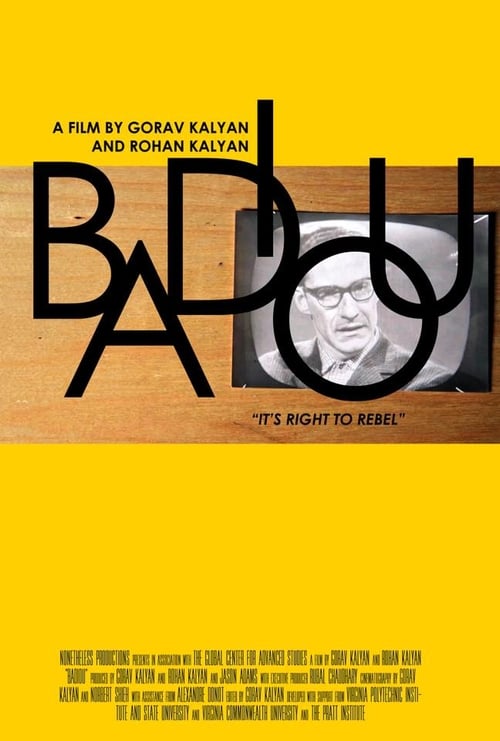 A FILM BY GORAV KALYAN
AND ROHAN KALYAN
BADIOU
“IT’S RIGHT TO REBEL”
NONETHELESS PRODUCTIONS PRESENTS IN ASSOCIATION WITH THE GLOBAL CENTER FOR ADVANCED STUDIES A FILM BY GORAV KALYAN AND ROHAN KALYAN
"BADIOU" PRODUCED BY GORAV KALYAN AND ROHAN KALYAN AND JASON ADAMS WITH EXECUTIVE PRODUCER RUBAL CHAUDHARY CINEMATOGRAPHY BY GORAV
KALYAN AND NORBERT SHIEH WITH ASSISTANCE FROM ALEXANDRE DONOT EDITED BY GORAV KALYAN DEVELOPED WITH SUPPORT FROM VIRGINIA POLYTECHNIC INSTI-
TUTE AND STATE UNIVERSITY AND VIRGINIA COMMONWEALTH UNIVERSITY AND THE PRATT INSTITUTE